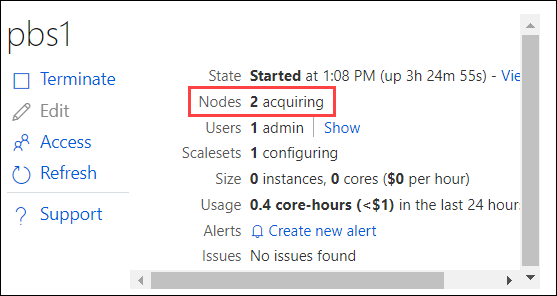 pbs1
Terminate
Edit
Access
Refresh
Support
State Started at 1:08 PM (up 3h 24m 55s) -
Nodes 2 acquiring
Users 1 admin Show
Scalesets 1 configuring
Size 0 instances, 0 cores ($0 per hour)
Usage 0.4 core-hours (<$1) in the last 24 hours
Alerts Create new alert
Issues No issues found